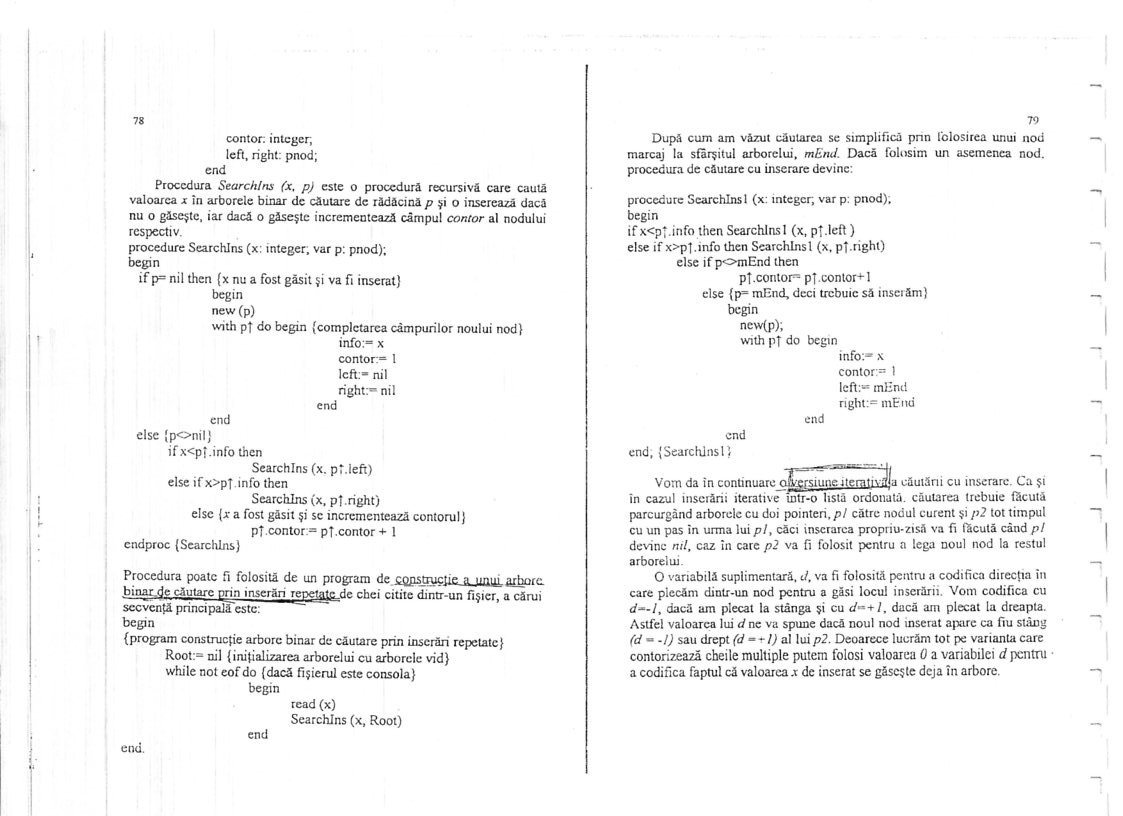 78
contor: integer;
left, right: pnod;
end
Procedura SearchIns (x, p) este o procedură recursivă care caută
valoarea x în arborele binar de căutare de rădăcină p şi o inserează dacă
nu o găseşte, iar dacă o găseşte incrementează câmpul contor al nodului
respectiv.
procedure SearchIns (x: integer; var p: pnod);
begin
if p= nil then {x nu a fost găsit şi va fi inserat}
begin
new (p)
with p↑ do begin {completarea câmpurilor noului nod}
info:= x
contor:= 1
left:= nil
right:= nil
end
end
else {p<>nil}
if x<p↑.info then
SearchIns (x, p↑.left)
else if x>p↑.info then
SearchIns (x, p↑.right)
else {x a fost găsit şi se incrementează contorul}
p↑.contor:= p↑.contor + 1
endproc {SearchIns}
Procedura poate fi folosită de un program de construcţie a unui arbore
binar de căutare prin inserări repetate de chei citite dintr-un fişier, a cărui
secvenţă principală este:
begin
{program construcţie arbore binar de căutare prin inserări repetate}
Root:= nil {iniţializarea arborelui cu arborele vid}
while not eof do {dacă fişierul este consola}
begin
read (x)
SearchIns (x, Root)
end
end.
79
După cum am văzut căutarea se simplifică prin folosirea unui nod
marcaj la sfârşitul arborelui, mEnd. Dacă folosim un asemenea nod,
procedura de căutare cu inserare devine:
procedure SearchIns1 (x: integer; var p: pnod);
begin
if x<p↑.info then SearchIns1 (x, p↑.left )
else if x>p↑.info then SearchIns1 (x, p↑.right)
else if p<>mEnd then
p↑.contor= p↑.contor+1
else {p= mEnd, deci trebuie să inserăm}
begin
new(p);
with p↑ do begin
info:= x
contor:= 1
left:= mEnd
right:= mEnd
end
end
end; {SearchIns1}
Vom da în continuare o versiune iterativă a căutării cu inserare. Ca şi
în cazul inserării iterative într-o listă ordonată, căutarea trebuie făcută
parcurgând arborele cu doi pointeri, p1 către nodul curent şi p2 tot timpul
cu un pas în urma lui p1, căci inserarea propriu-zisă va fi făcută când p1
devine nil, caz în care p2 va fi folosit pentru a lega noul nod la restul
arborelui.
O variabilă suplimentară, d, va fi folosită pentru a codifica direcţia în
care plecăm dintr-un nod pentru a găsi locul inserării. Vom codifica cu
d=-1, dacă am plecat la stânga şi cu d=+1, dacă am plecat la dreapta.
Astfel valoarea lui d ne va spune dacă noul nod inserat apare ca fiu stâng
(d = -1) sau drept (d =+1) al lui p2. Deoarece lucrăm tot pe varianta care
contorizează cheile multiple putem folosi valoarea 0 a variabilei d pentru
a codifica faptul că valoarea x de inserat se găseşte deja în arbore.